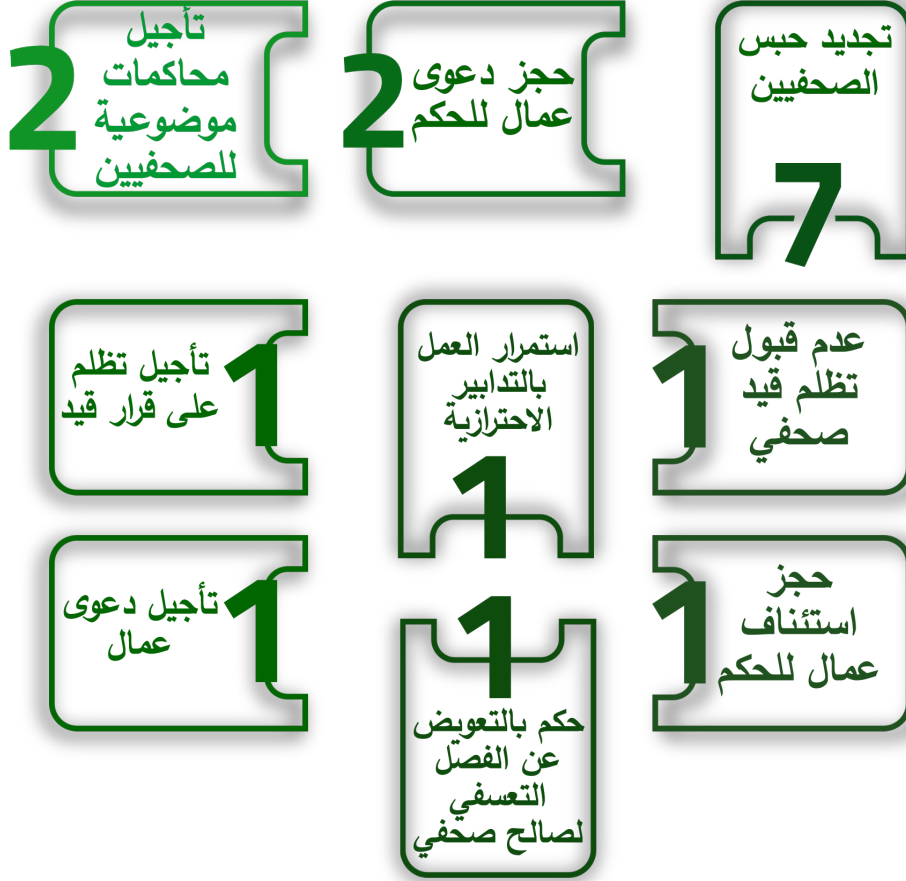 تجديد حبس
الصحفيين
7
حجز دعوى
عمال للحكم
2
تأجيل
محاكمات
موضوعية
للصحفيين
2
عدم قبول
تظلم قيد
صحفي
1
استمرار العمل
بالتدابير
الاحترازية
1
تأجيل تظلم
على قرار قيد
1
حجز
استئناف
عمال للحكم
1
1
حكم بالتعويض
عن الفصل
التعسفي
لصالح صحفي
تأجيل دعوى
عمال
1